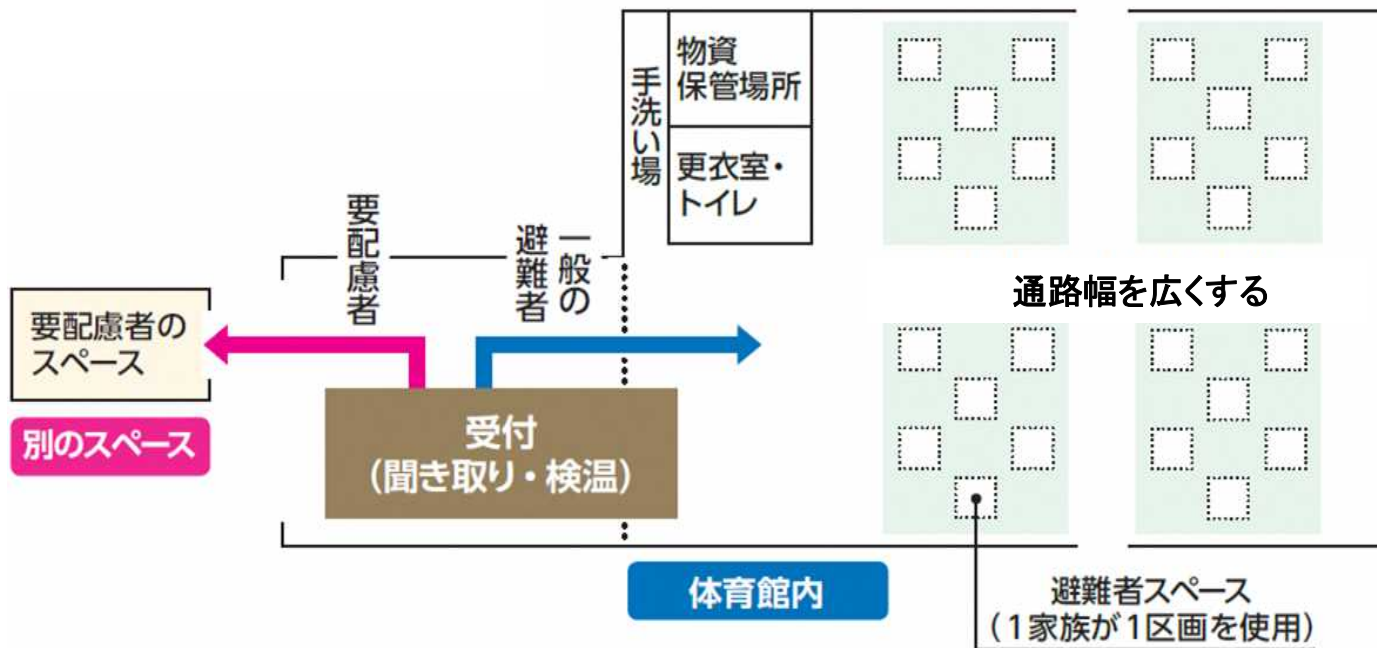 手洗い場
物資
保管場所
更衣室・
トイレ
要配慮者
一般の
避難者
通路幅を広くする
要配慮者の
スペース
別のスペース
受付
（聞き取り・検温）
体育館内
避難者スペース
（1家族が1区画を使用）